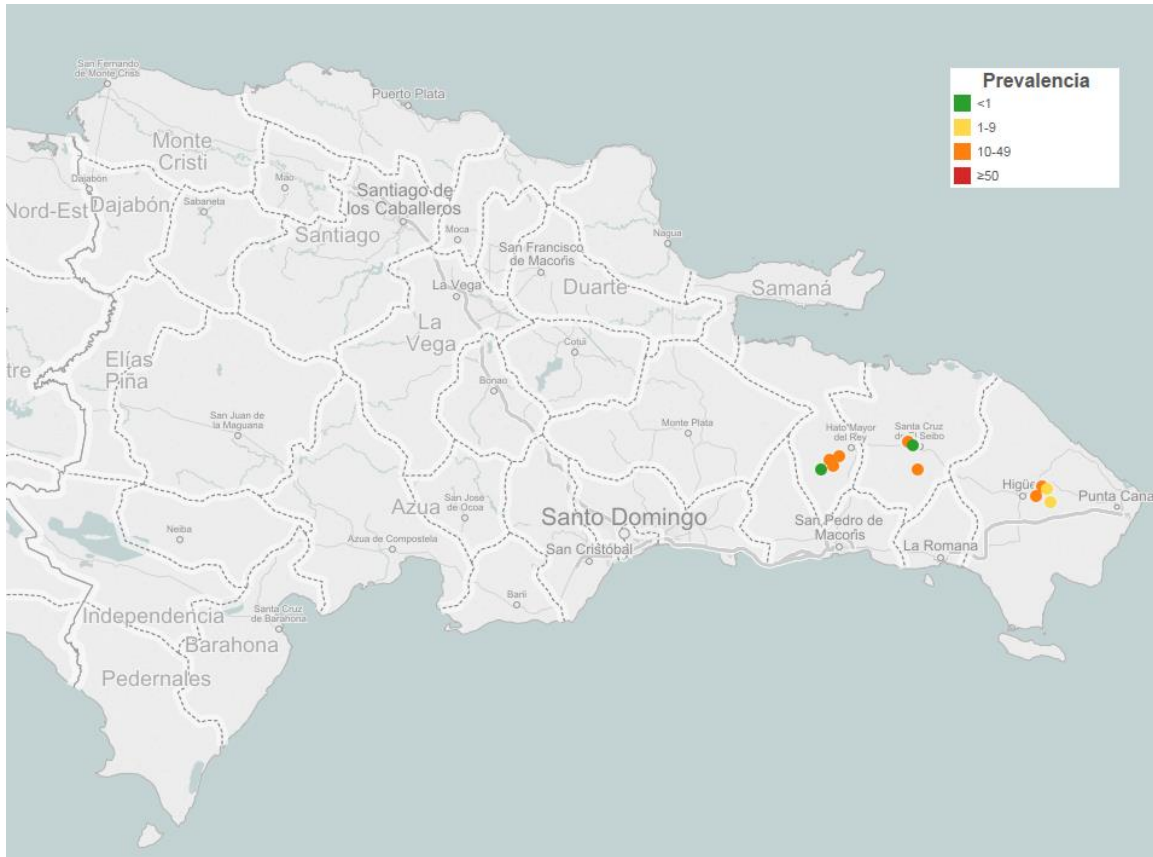 San Fernando
de Monte Cristi
Puerto Plata
Prevalencia
<1
1-9
10-49
≥50
Monte
Cristi
Dajabón
Mao
Nord-Est
Dajabón
Sabaneta
Santiago de
los Caballeros
Santiago
Moca
San Francisco
de Macorís
Nagua
La Vega
Duarte
Samaná
La
Vega
Cotuí
tre
Elías
Piña
Bonao
San Juan de
la Maguana
Monte Plata
Hato Mayor
del Rey
Santa Cruz
de El Seibo
Azua
San José
de Ocoa
Santo Domingo
Punta Cana
Neiba
San Pedro de
Macorís
Azua de Compostela
San Cristóbal
La Romana
Baní
Independencia
Santa Cruz
de Barahona
Barahona
Pedernales